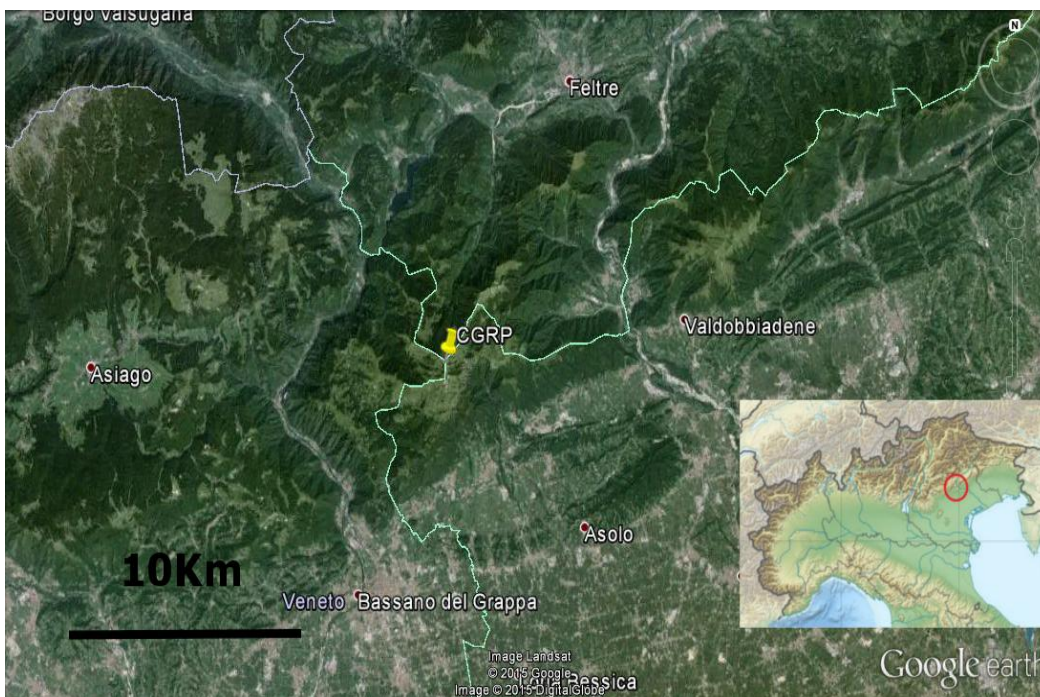 Borgo Valsugana
N
Feltre
CGRP
Valdobbiadene
Asiago
Asolo
10Km
Veneto Bassano del Grappa
Image Landsat
© 2015 Google
Loria Bessica
Image © 2015 DigitalGlobe
Google earth